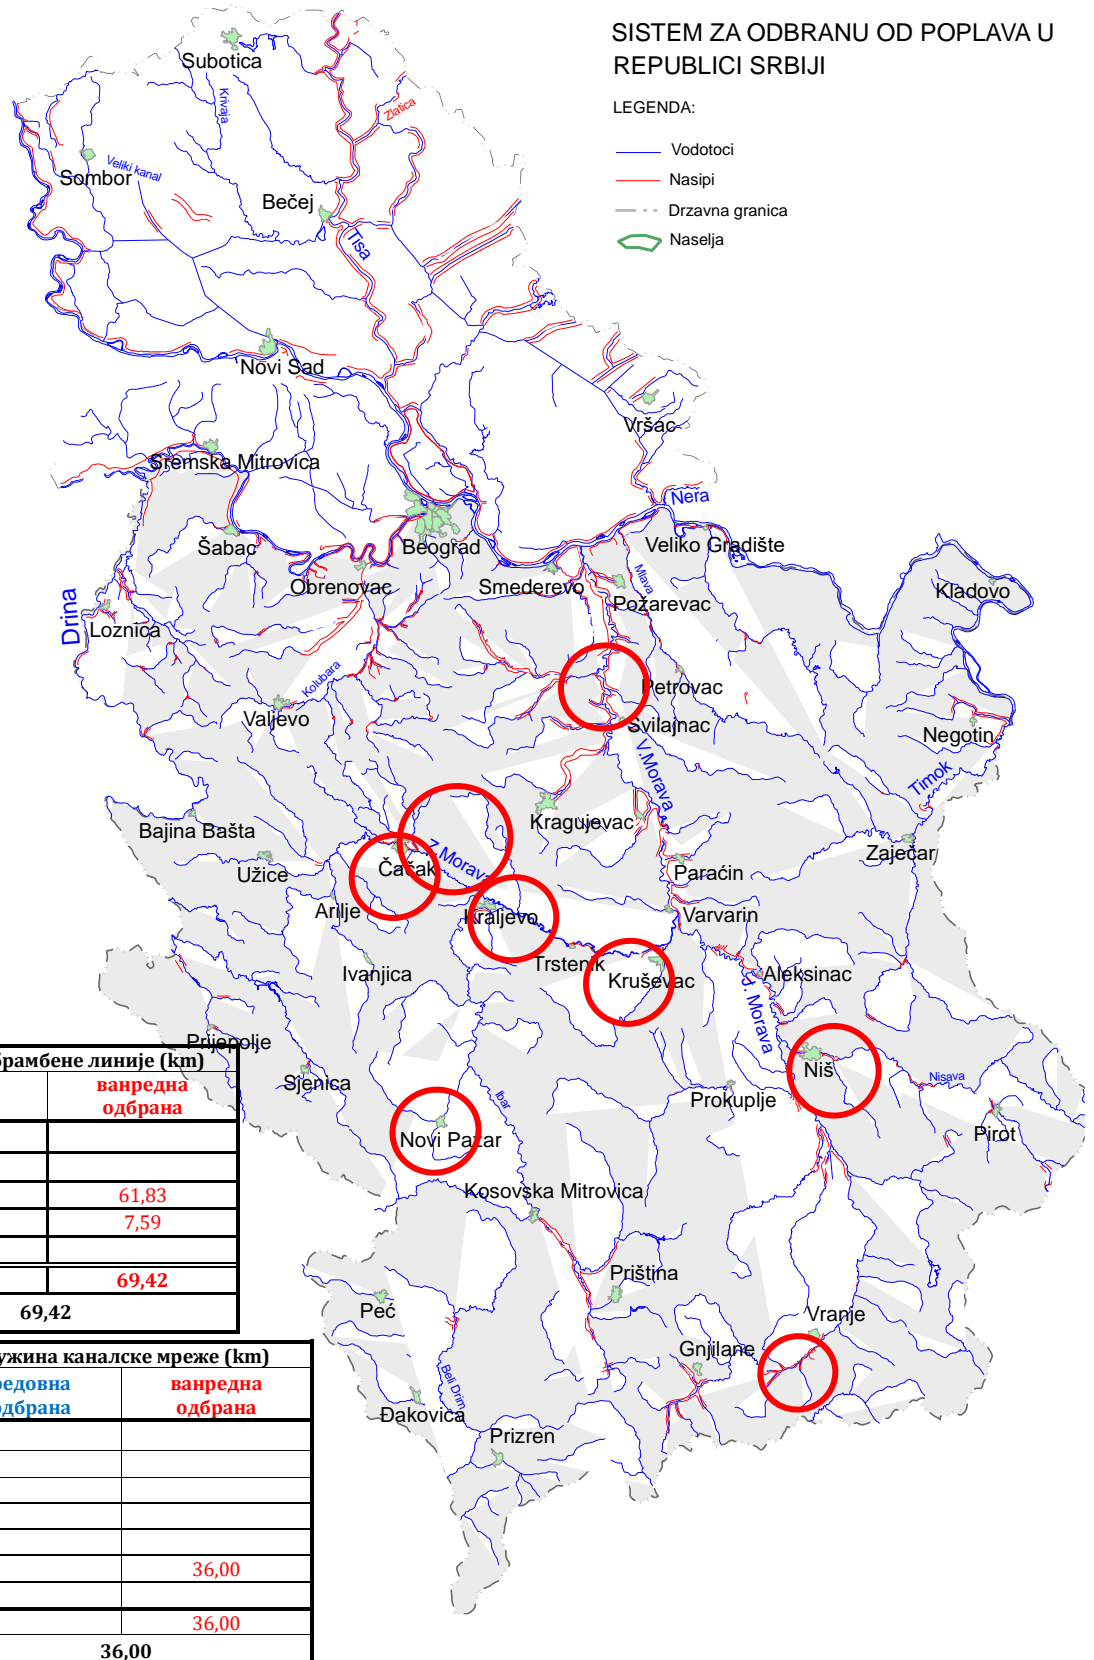 SISTEM ZA ODBRANU OD POPLAVA U
REPUBLICI SRBIJI
LEGENDA:
Vodotoci
Nasipi
Drzavna granica
Naselja
Subotica
Krivaja
Zlatica
Sombor
Veliki kanal
Bečej
Tisa
Novi Sad
Vršac
Sremska Mitrovica
Nera
Šabac
Beograd
Veliko Gradište
Obrenovac
Smederevo
Mlava
Požarevac
Kladovo
Drina
Loznica
Kolubara
Petrovac
Valjevo
Svilajnac
Negotin
V.Morava
Timok
Bajina Bašta
Kragujevac
Zaječar
Užice
Čačak
Z.Morava
Paraćin
Arilje
Kraljevo
Varvarin
Ivanjica
Trstenik
Kruševac
Aleksinac
J. Morava
Prijepolje
Sjenica
Ibar
Niš
Nisava
Prokuplje
Pirot
Novi Pazar
Kosovska Mitrovica
Priština
Peć
Vranje
Gnjilane
Beli Drim
Đakovica
Prizren
брамбене линије (km)
ванредна
одбрана
61,83
7,59
69,42
69,42
ужина каналске мреже (km)
редовна ванредна
одбрана одбрана
36,00
36,00
36,00